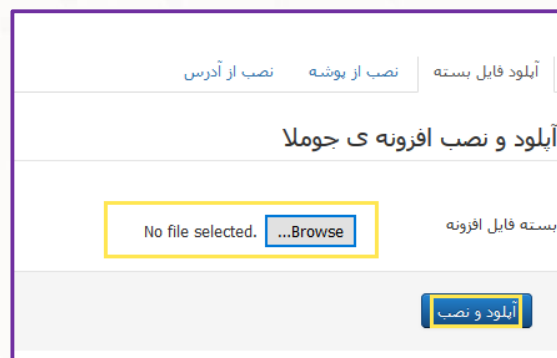 آپلود فایل بسته نصب از پوشه نصب از آدرس
آپلود و نصب افزونه ی جوملا
بسته فایل افزونه Browse... No file selected.
آپلود و نصب